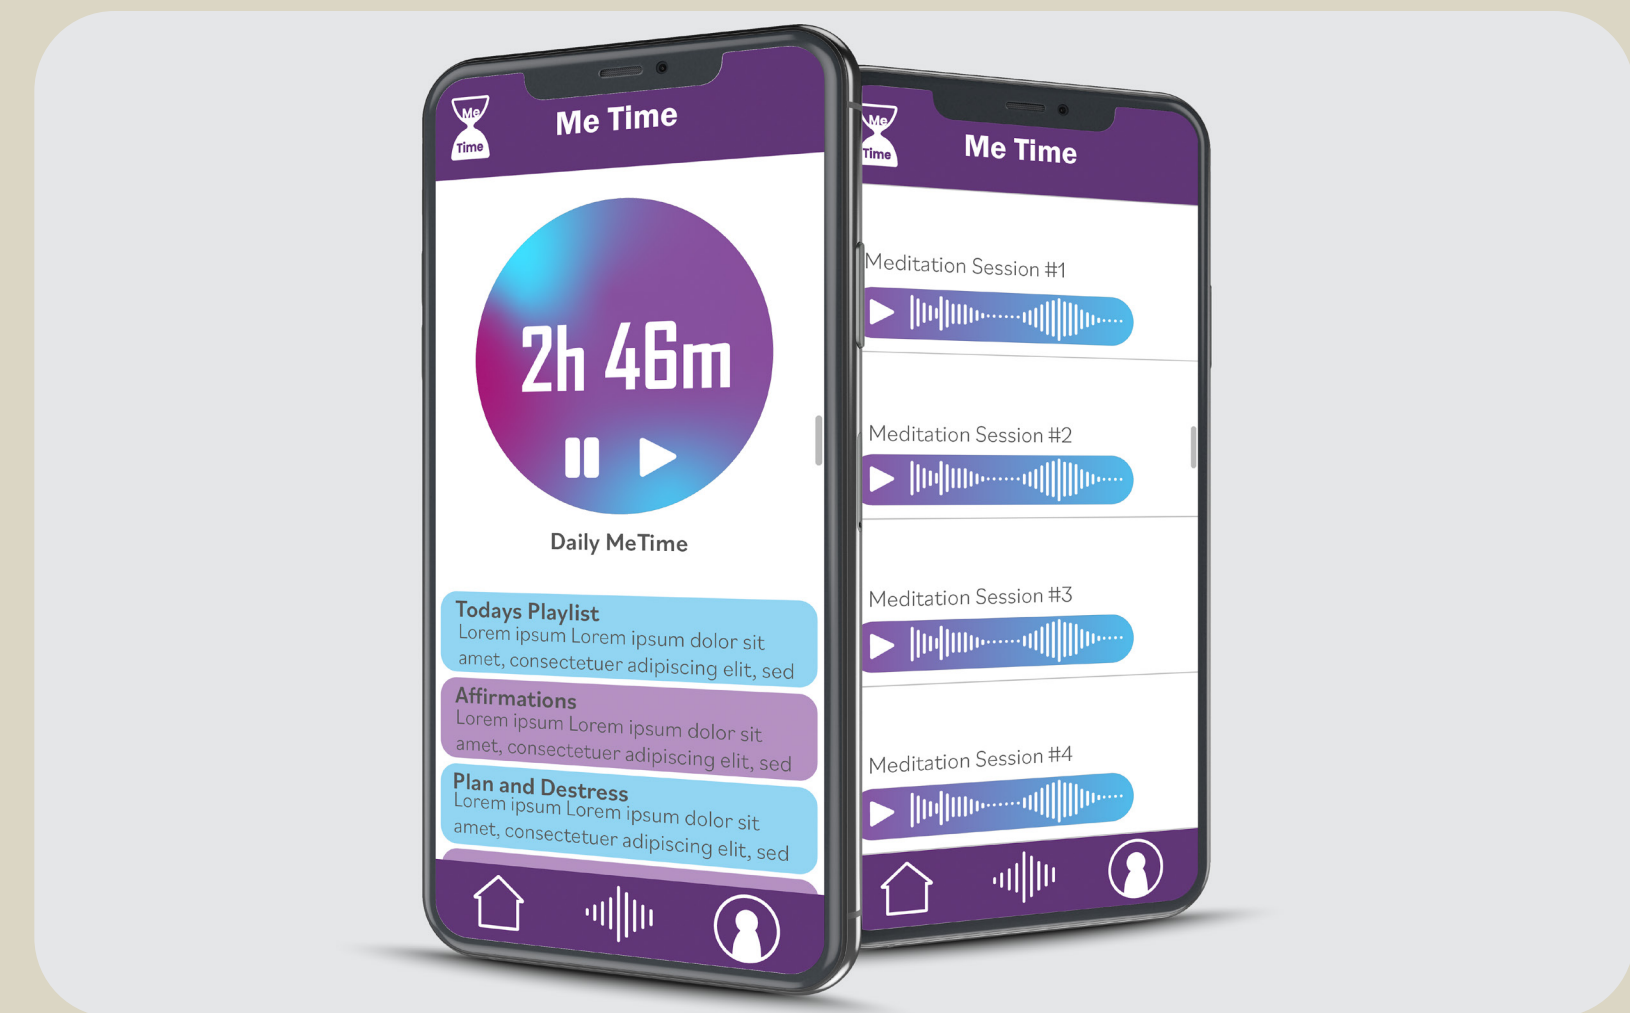 Me
Time
Me Time
2h 46m
Daily MeTime
Todays Playlist
Lorem ipsum Lorem ipsum dolor sit
amet, consectetuer adipiscing elit, sed
Affirmations
Lorem ipsum Lorem ipsum dolor sit
amet, consectetuer adipiscing elit, sed
Plan and Destress
Lorem ipsum Lorem ipsum dolor sit
amet, consectetuer adipiscing elit, sed
Me
Time
Me Time
Meditation Session #1
Meditation Session #2
Meditation Session #3
Meditation Session #4